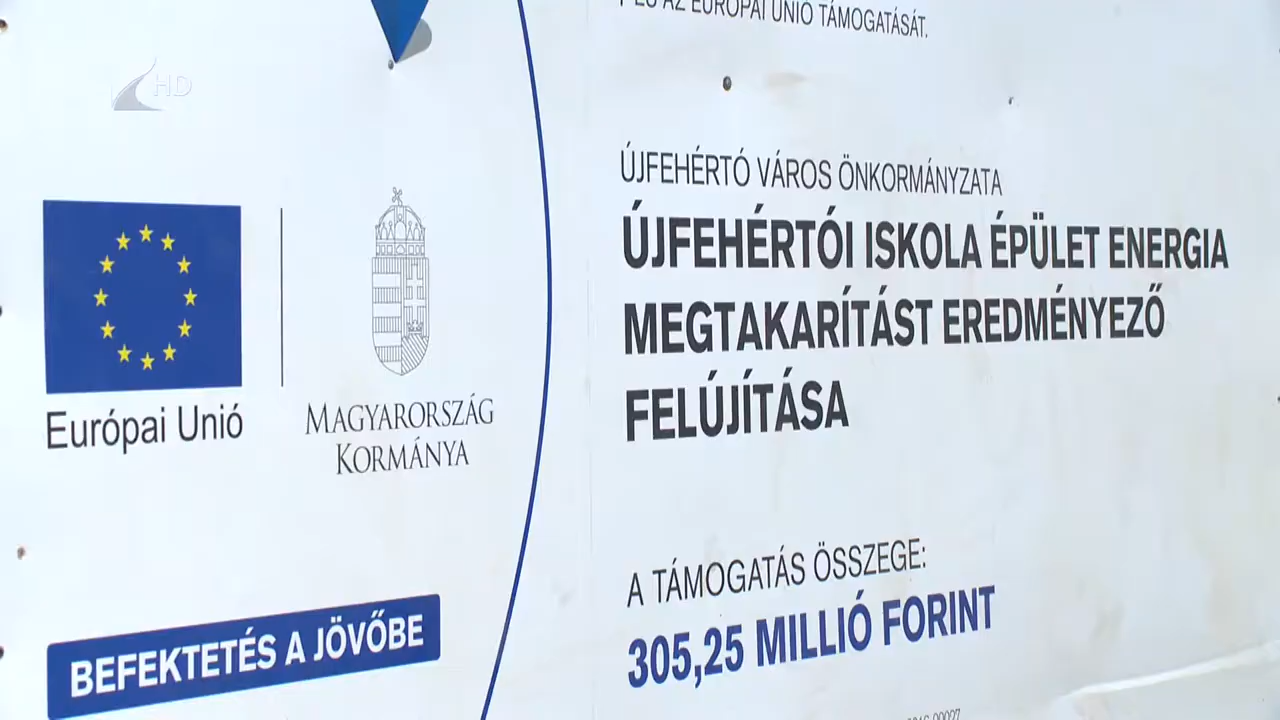 HD
AZ EURÓPAI UNIÓ TÁMOGATÁSÁT.
ÚJFEHÉRTÓ VÁROS ÖNKORMÁNYZATA
ÚJFEHÉRTÓI ISKOLA ÉPÜLET ENERGIA
MEGTAKARÍTÁST EREDMÉNYEZŐ
FELÚJÍTÁSA
Európai Unió
MAGYARORSZÁG
KORMÁNYA
A TÁMOGATÁS ÖSSZEGE:
305,25 MILLIÓ FORINT
BEFEKTETÉS A JÖVŐBE